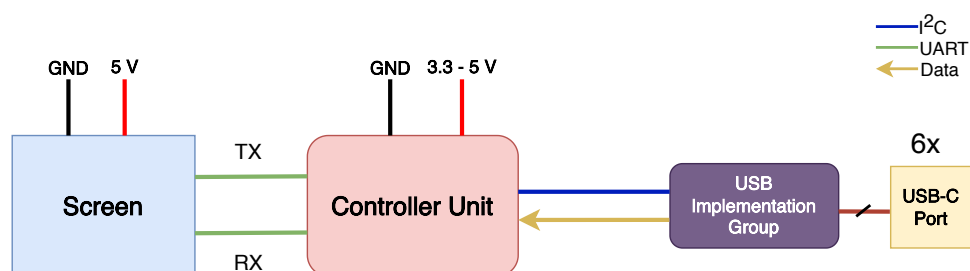 I²C
UART
Data
GND 5 V
GND 3.3 - 5 V
6x
TX
Screen
Controller Unit
USB
Implementation
Group
USB-C
Port
RX